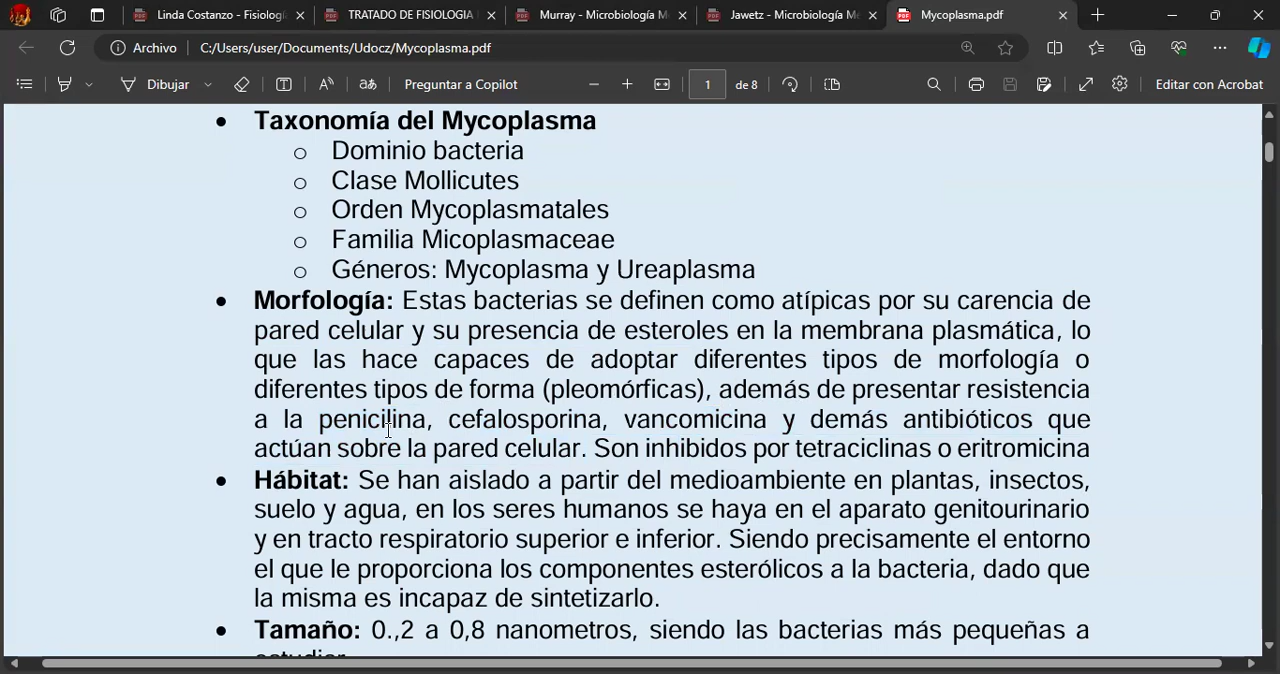 Linda Costanzo - Fisiologí
TRATADO DE FISIOLOGIA
Murray - Microbiología M
Jawetz - Microbiología Mé
Mycoplasma.pdf
Archivo
C:/Users/user/Documents/Udocz/Mycoplasma.pdf
Dibujar
aあ
Preguntar a Copilot
1
de 8
Editar con Acrobat
• Taxonomía del Mycoplasma
o Dominio bacteria
o Clase Mollicutes
o Orden Mycoplasmatales
o Familia Micoplasmaceae
o Géneros: Mycoplasma y Ureaplasma
• Morfología: Estas bacterias se definen como atípicas por su carencia de
pared celular y su presencia de esteroles en la membrana plasmática, lo
que las hace capaces de adoptar diferentes tipos de morfología o
diferentes tipos de forma (pleomórficas), además de presentar resistencia
a la penicilina, cefalosporina, vancomicina y demás antibióticos que
actúan sobre la pared celular. Son inhibidos por tetraciclinas o eritromicina
• Hábitat: Se han aislado a partir del medioambiente en plantas, insectos,
suelo y agua, en los seres humanos se haya en el aparato genitourinario
y en tracto respiratorio superior e inferior. Siendo precisamente el entorno
el que le proporciona los componentes esterólicos a la bacteria, dado que
la misma es incapaz de sintetizarlo.
• Tamaño: 0.,2 a 0,8 nanometros, siendo las bacterias más pequeñas a
estudiar